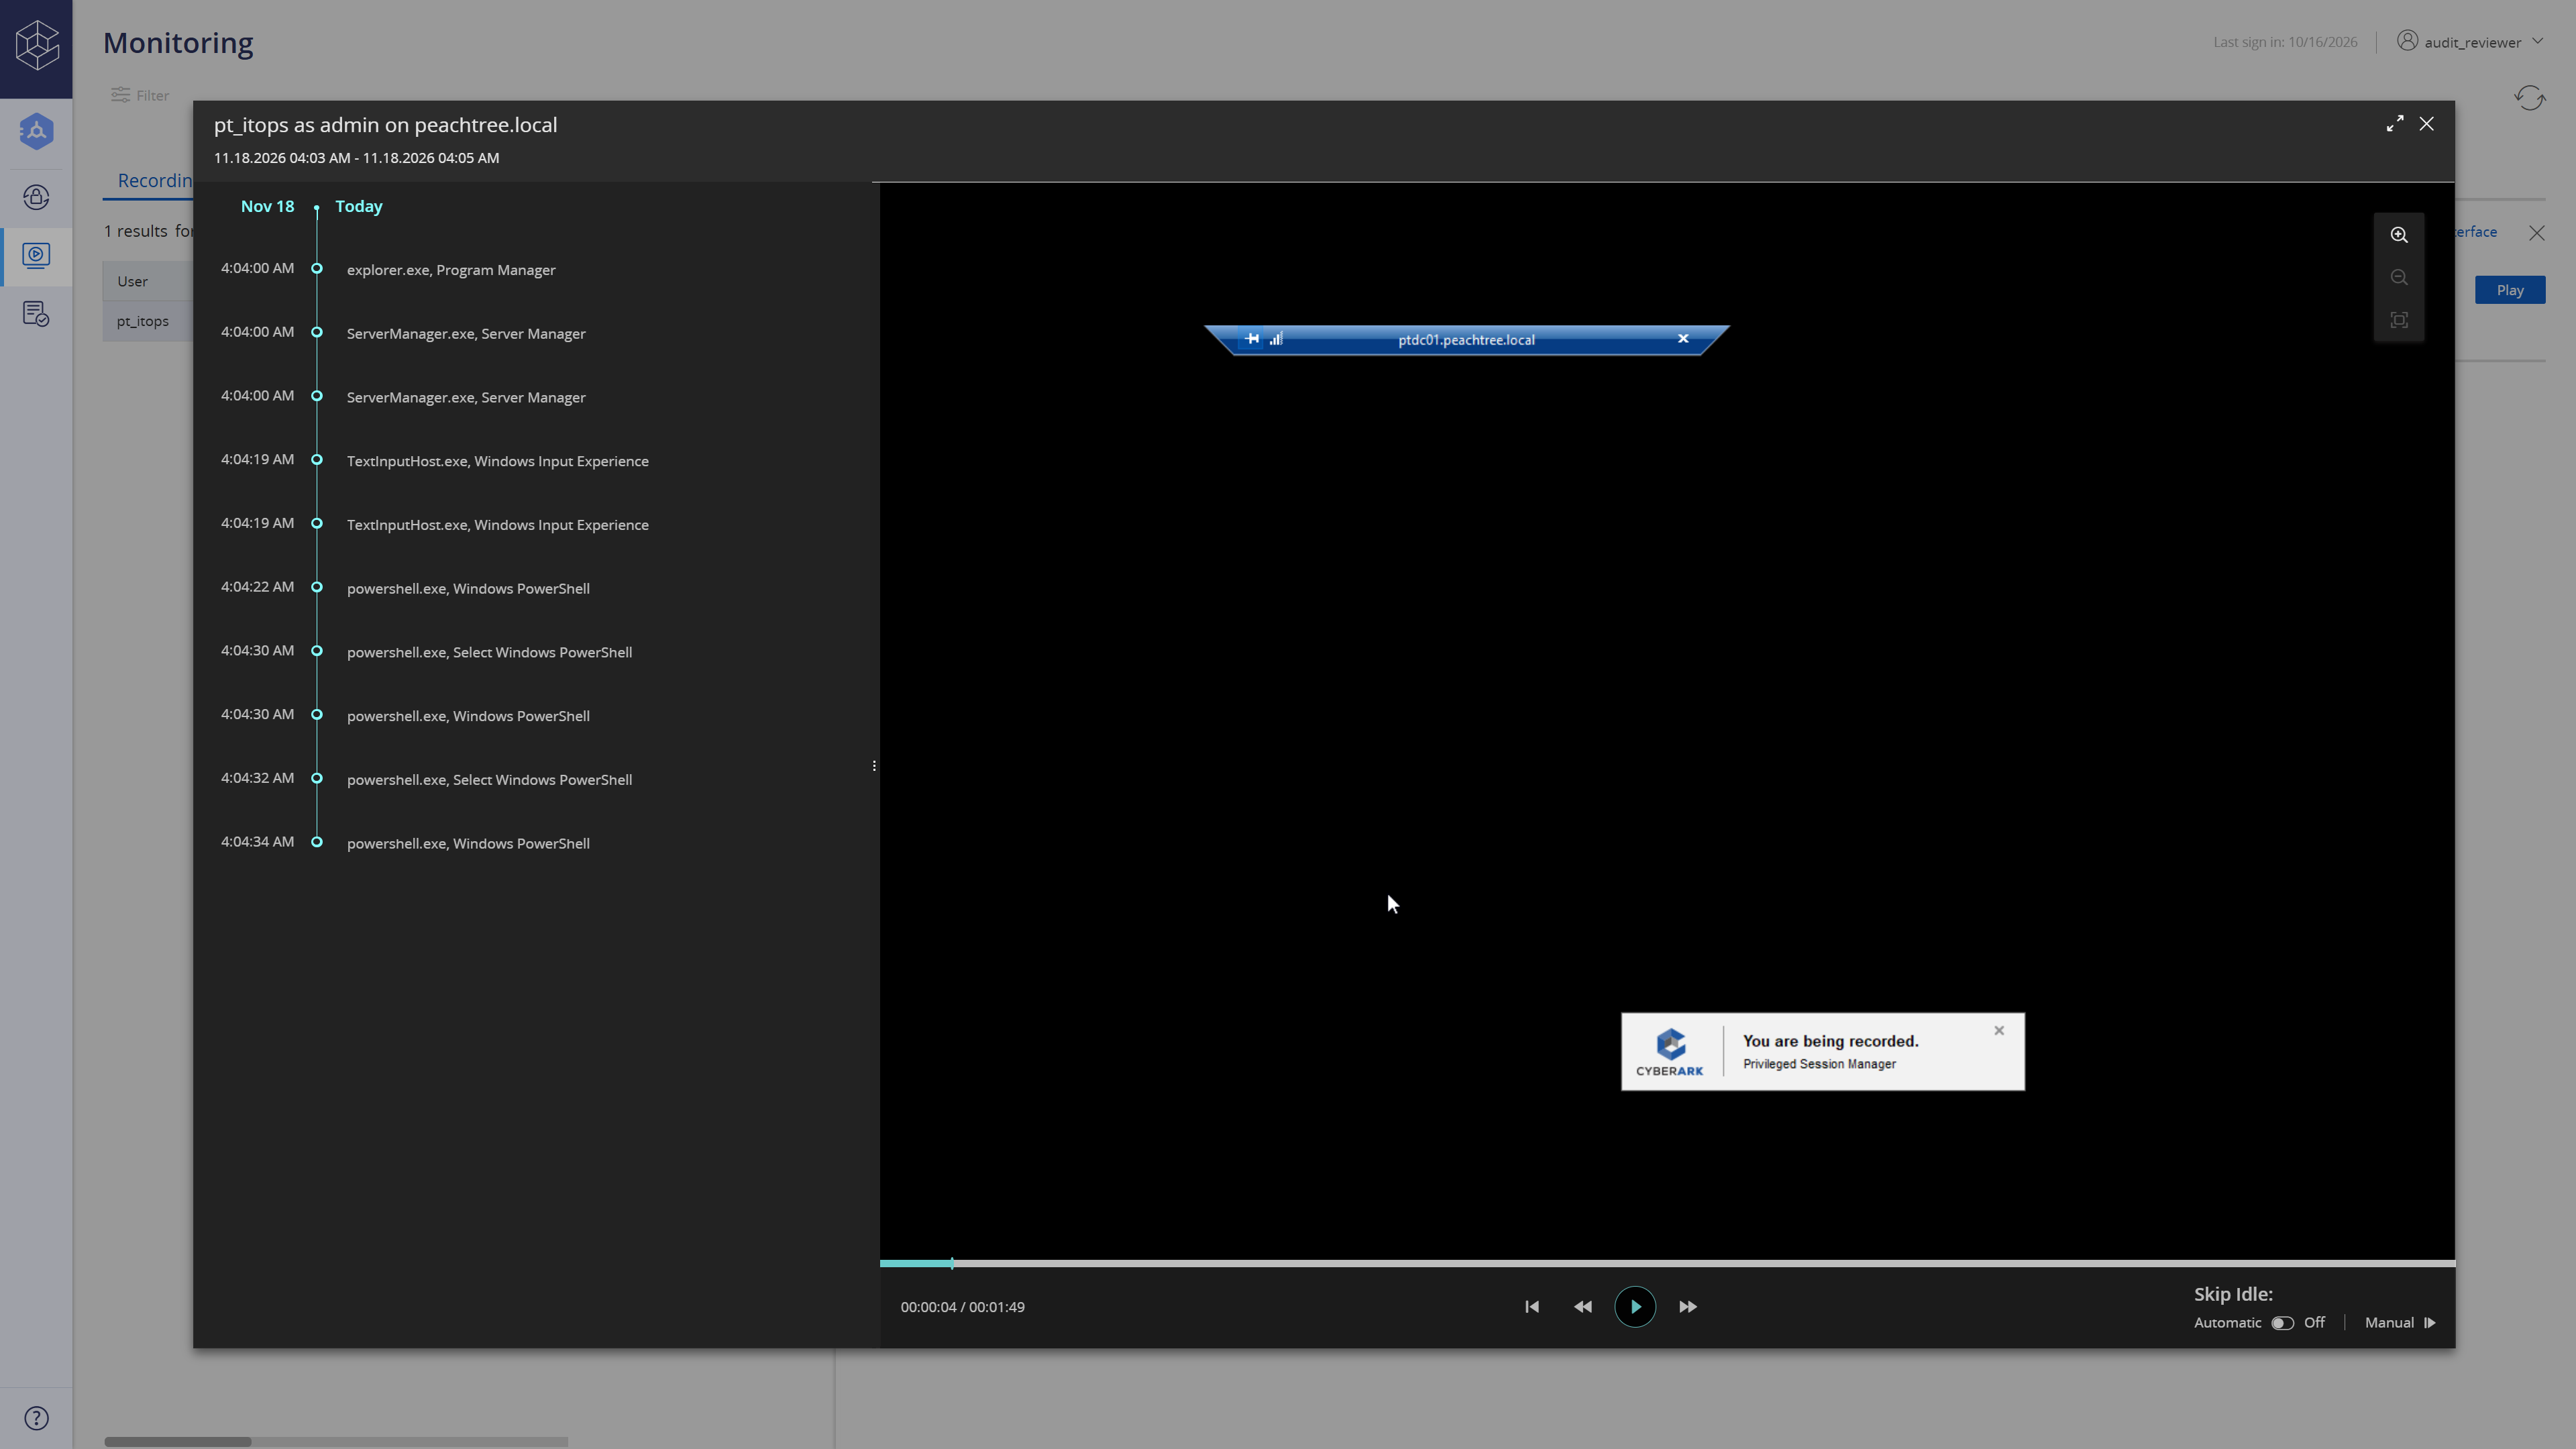 Monitoring
Last sign in: 10/16/2026
audit_reviewer
Filter
pt_itops as admin on peachtree.local
11.18.2026 04:03 AM - 11.18.2026 04:05 AM
Recordin
1 results for
erface
User
pt_itops
Play
Nov 18 Today
4:04:00 AM explorer.exe, Program Manager
4:04:00 AM ServerManager.exe, Server Manager
4:04:00 AM ServerManager.exe, Server Manager
4:04:19 AM TextInputHost.exe, Windows Input Experience
4:04:19 AM TextInputHost.exe, Windows Input Experience
4:04:22 AM powershell.exe, Windows PowerShell
4:04:30 AM powershell.exe, Select Windows PowerShell
4:04:30 AM powershell.exe, Windows PowerShell
4:04:32 AM powershell.exe, Select Windows PowerShell
4:04:34 AM powershell.exe, Windows PowerShell
ptdc01.peachtree.local
CYBERARK
You are being recorded.
Privileged Session Manager
00:00:04 / 00:01:49
Skip Idle:
Automatic Off | Manual